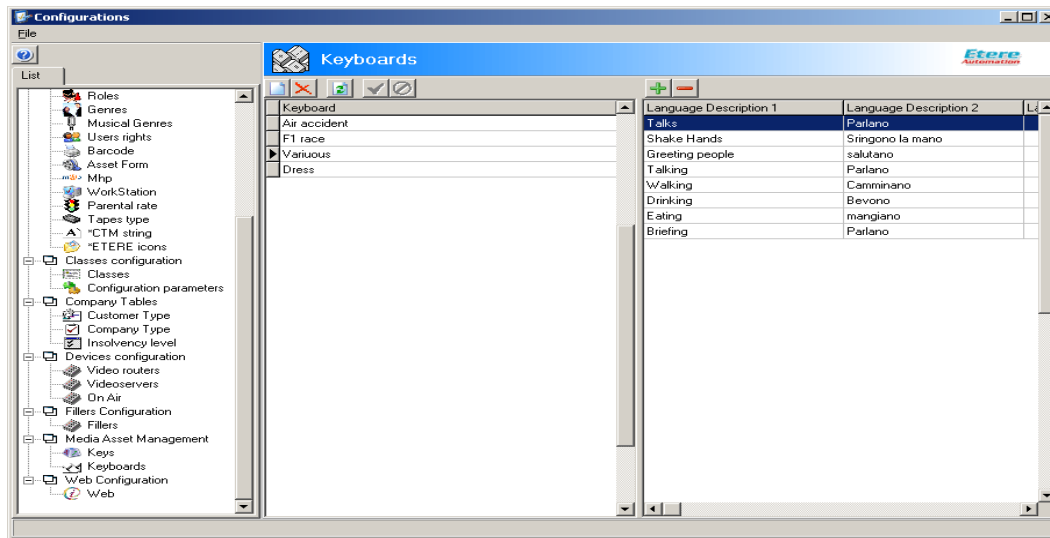 Configurations
File
List
Roles
Genres
Musical Genres
Users rights
Barcode
Asset Form
Mhp
WorkStation
Parental rate
Tapes type
*CTM string
*ETERE icons
Classes configuration
Classes
Configuration parameters
Company Tables
Customer Type
Company Type
Insolvency level
Devices configuration
Video routers
Videoservers
On Air
Fillers Configuration
Fillers
Media Asset Management
Keys
Keyboards
Web Configuration
Web
Keyboards
Etere
Automation
Keyboard
Air accident
F1 race
Variuous
Dress
Language Description 1 Language Description 2 La
Talks Parlano
Shake Hands Sringono la mano
Greeting people salutano
Talking Parlano
Walking Camminano
Drinking Bevono
Eating mangiano
Briefing Parlano